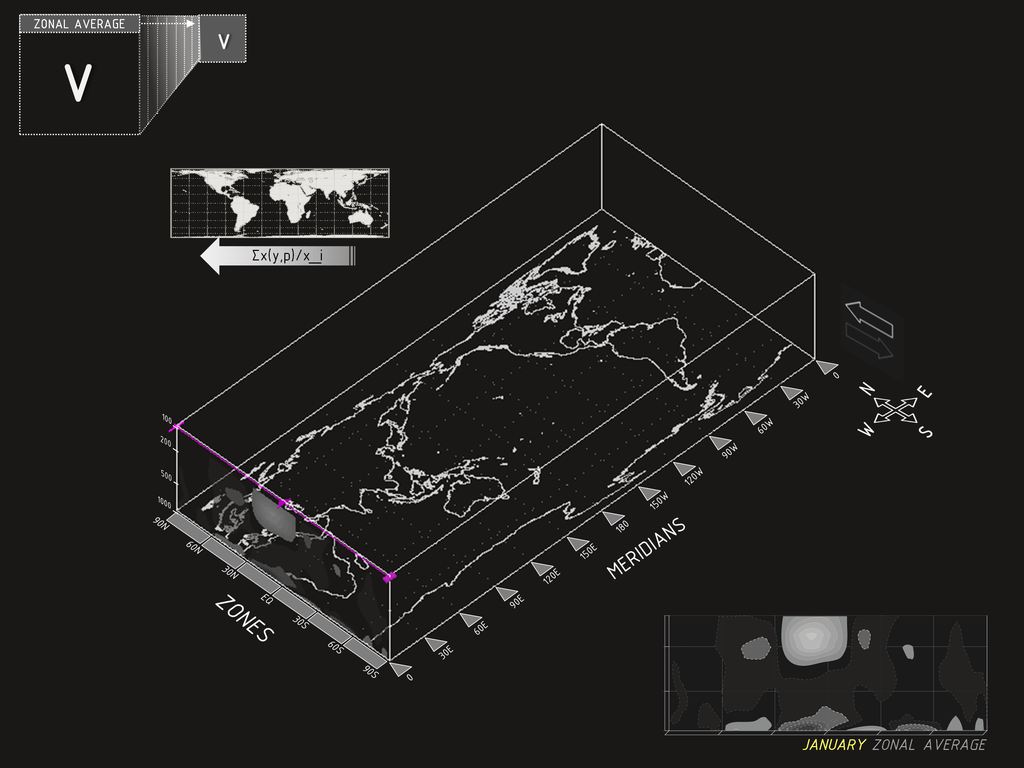 ZONAL AVERAGE
V
V
Σx(y,p)/x_i
100
200
500
1000
90N
60N
30N
EQ
30S
60S
90S
ZONES
0
30E
60E
90E
120E
150E
180
150W
120W
90W
60W
30W
0
MERIDIANS
N
E
W
S
JANUARY ZONAL AVERAGE